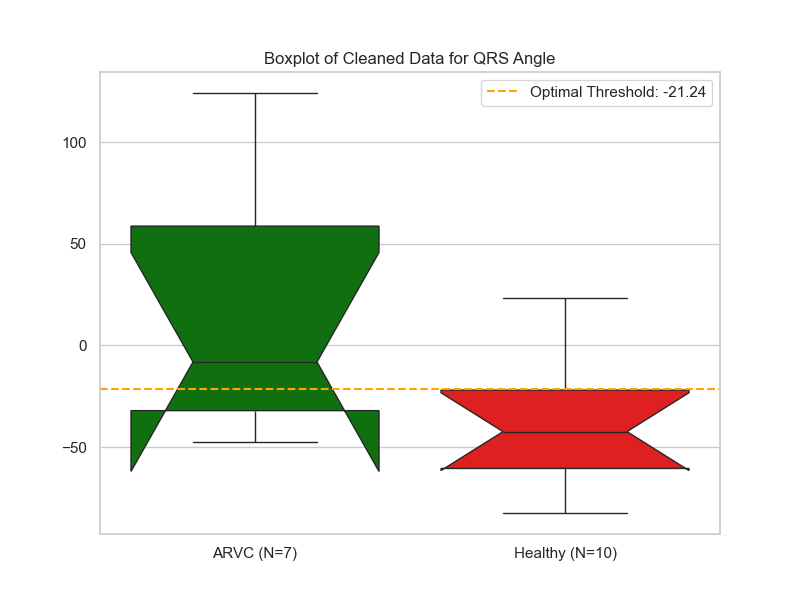 Boxplot of Cleaned Data for QRS Angle
Optimal Threshold: -21.24
100
50
0
−50
ARVC (N=7)
Healthy (N=10)